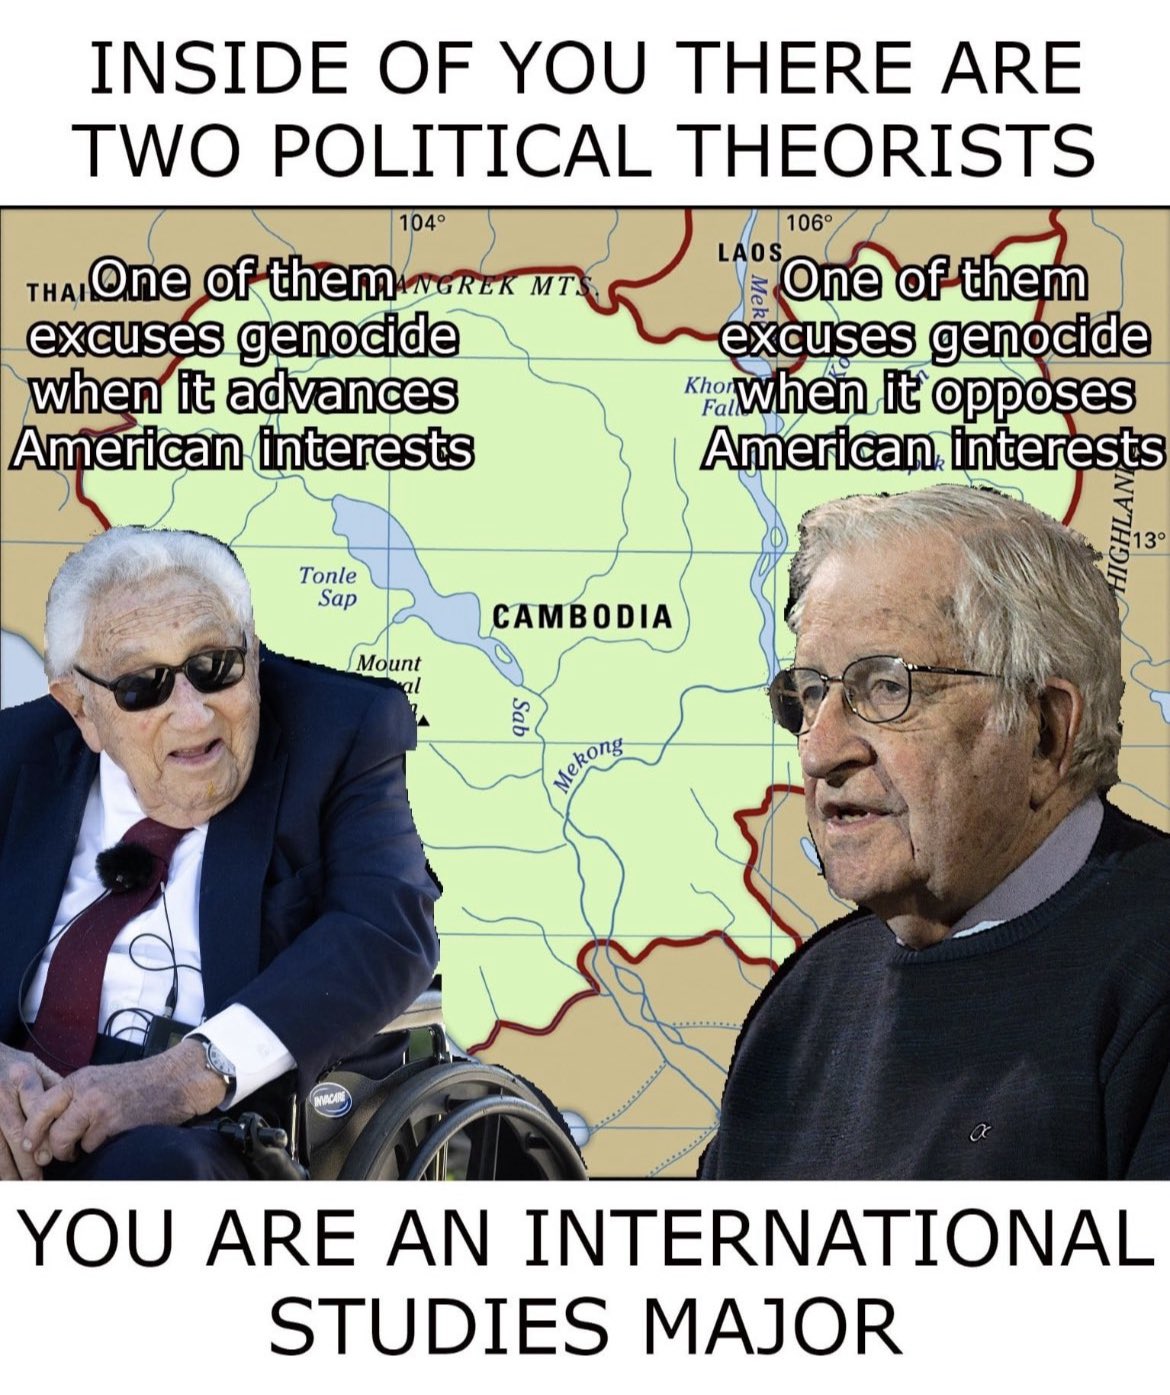 INSIDE OF YOU THERE ARE
TWO POLITICAL THEORISTS
104°
106°
LAOS
One of them
excuses genocide
when it advances
American interests
One of them
excuses genocide
when it opposes
American interests
MTS.
13°
Tonle
Sap
CAMBODIA
Mount
Sab
Mekong
INVACARE
YOU ARE AN INTERNATIONAL
STUDIES MAJOR